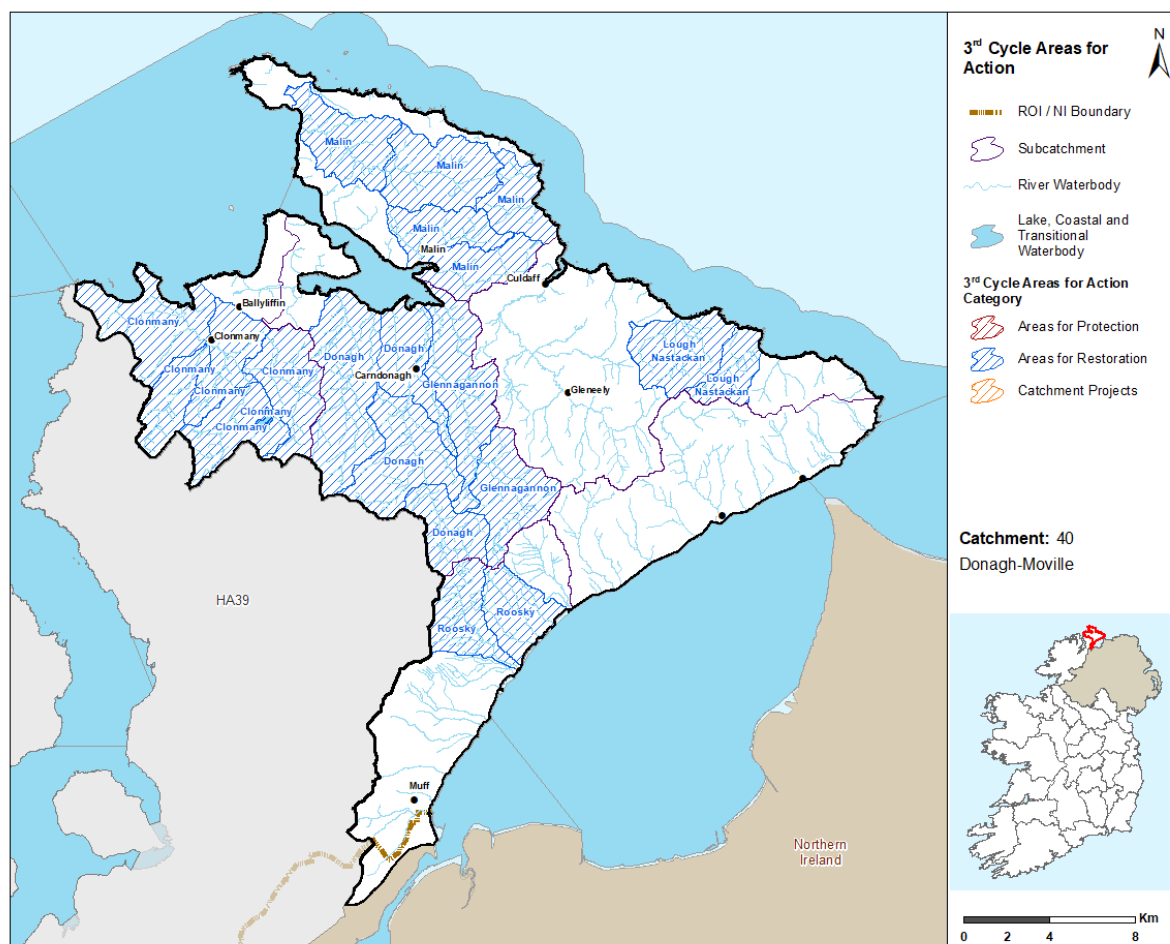 Malin
Malin
Malin
Malin
Malin
Malin
Culdaff
Ballyliffin
Clonmany
Clonmany
Clonmany
Clonmany
Clonmany
Clonmany
Clonmany
Donagh
Donagh
Carndonagh
Glennagannon
Lough
Nastackan
Lough
Nastackan
Gleneely
Donagh
Glennagannon
Donagh
Roosky
Roosky
HA39
Muff
Northern
Ireland
3rd Cycle Areas for
Action
N
ROI / NI Boundary
Subcatchment
River Waterbody
Lake, Coastal and
Transitional
Waterbody
3rd Cycle Areas for Action
Category
Areas for Protection
Areas for Restoration
Catchment Projects
Catchment: 40
Donagh-Moville
Km
0 2 4 8